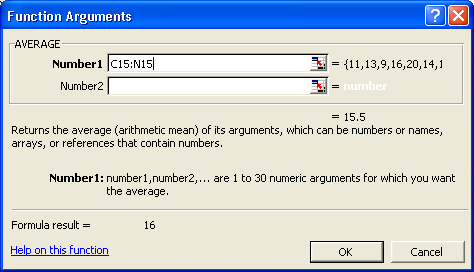 Function Arguments
AVERAGE
Number1 C15:N15 = {11,13,9,16,20,14,1
Number2 = number
= 15.5
Returns the average (arithmetic mean) of its arguments, which can be numbers or names,
arrays, or references that contain numbers.
Number1: number1,number2,... are 1 to 30 numeric arguments for which you want
the average.
Formula result = 16
Help on this function OK Cancel